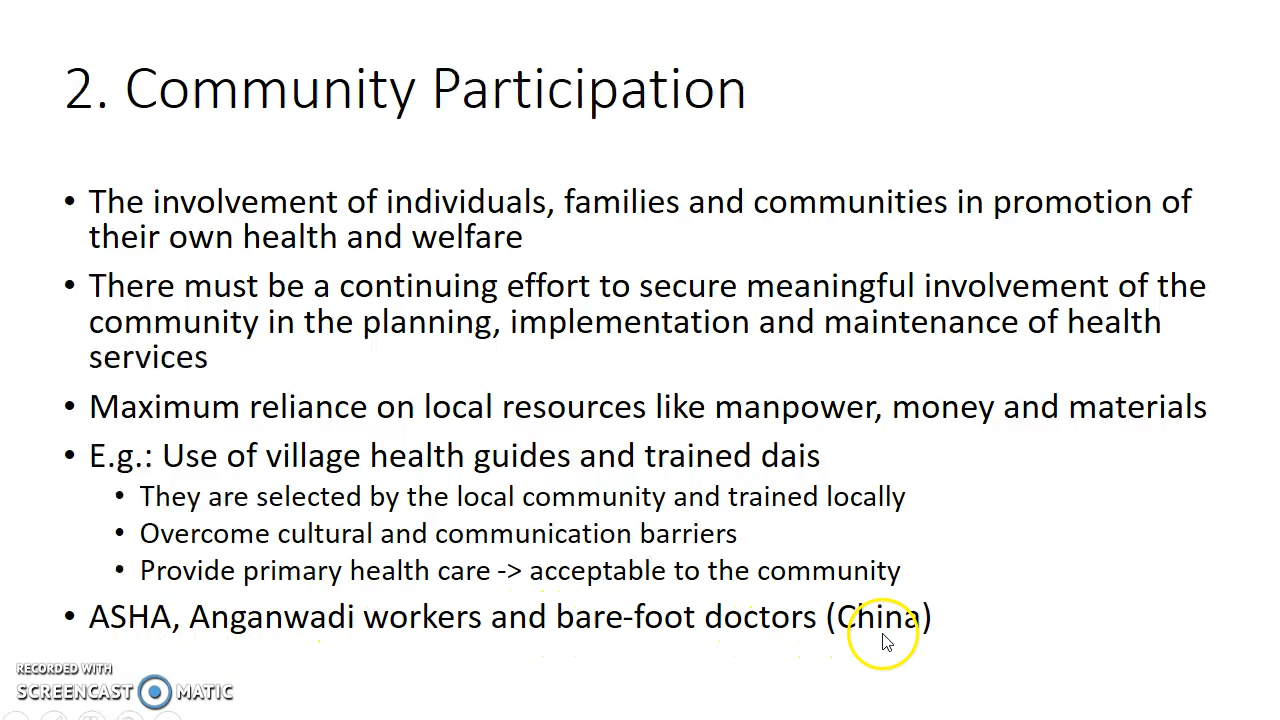 2. Community Participation
• The involvement of individuals, families and communities in promotion of
their own health and welfare
• There must be a continuing effort to secure meaningful involvement of the
community in the planning, implementation and maintenance of health
services
• Maximum reliance on local resources like manpower, money and materials
• E.g.: Use of village health guides and trained dais
• They are selected by the local community and trained locally
• Overcome cultural and communication barriers
• Provide primary health care -> acceptable to the community
• ASHA, Anganwadi workers and bare-foot doctors (China)
RECORDED WITH
SCREENCAST MATIC